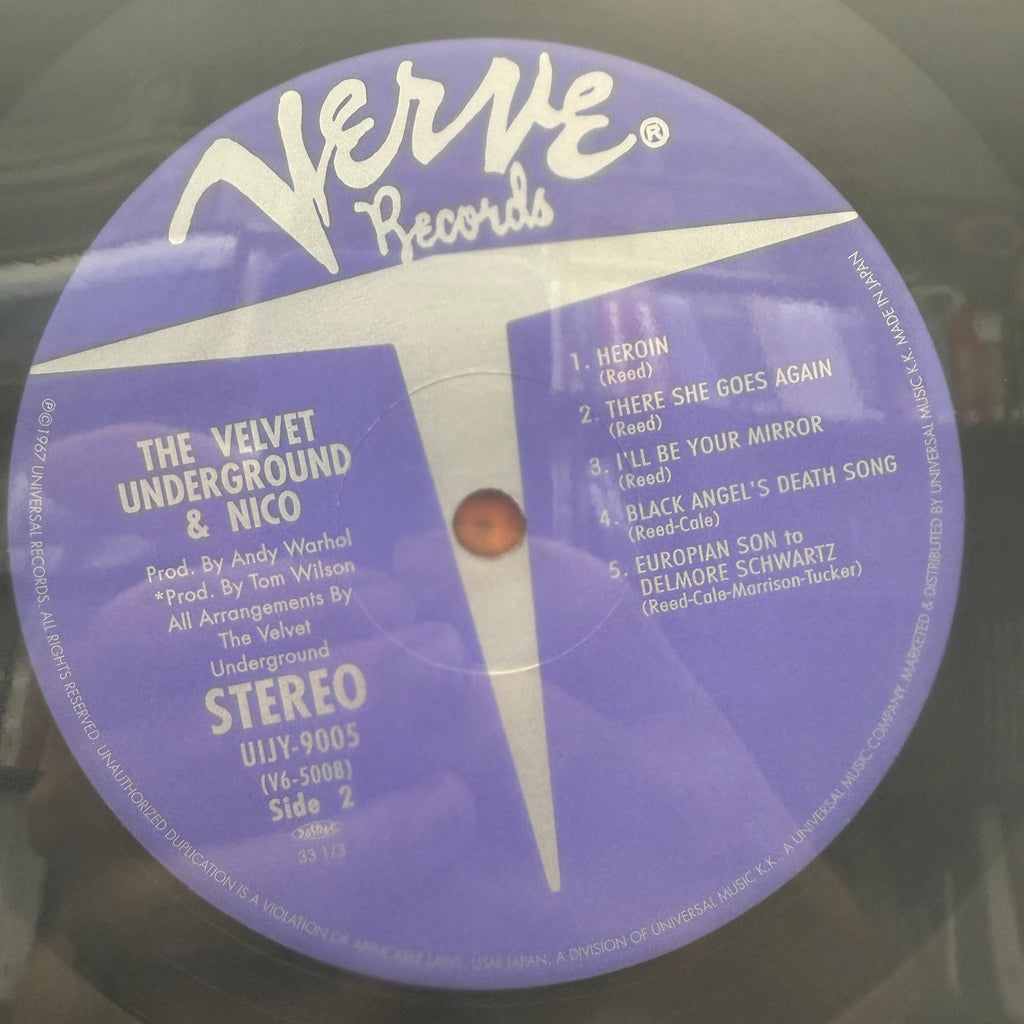 Verve®
Records
THE VELVET
UNDERGROUND
& NICO
Prod. By Andy Warhol
*Prod. By Tom Wilson
All Arrangements By
The Velvet
Underground
STEREO
UIJY-9005
(V6-5008)
Side 2
33 1/3
1. HEROIN
(Reed)
2. THERE SHE GOES AGAIN
(Reed)
3. I'LL BE YOUR MIRROR
(Reed)
4. BLACK ANGEL'S DEATH SONG
(Reed-Cale)
5. EUROPIAN SON to
DELMORE SCHWARTZ
(Reed-Cale-Marrison-Tucker)
℗©1967 UNIVERSAL RECORDS. ALL RIGHTS RESERVED. UNAUTHORIZED DUPLICATION IS A VIOLATION OF APPLICABLE LAWS. USM JAPAN, A DIVISION OF UNIVERSAL MUSIC K.K., A UNIVERSAL MUSIC COMPANY. MARKETED & DISTRIBUTED BY UNIVERSAL MUSIC K.K. MADE IN JAPAN